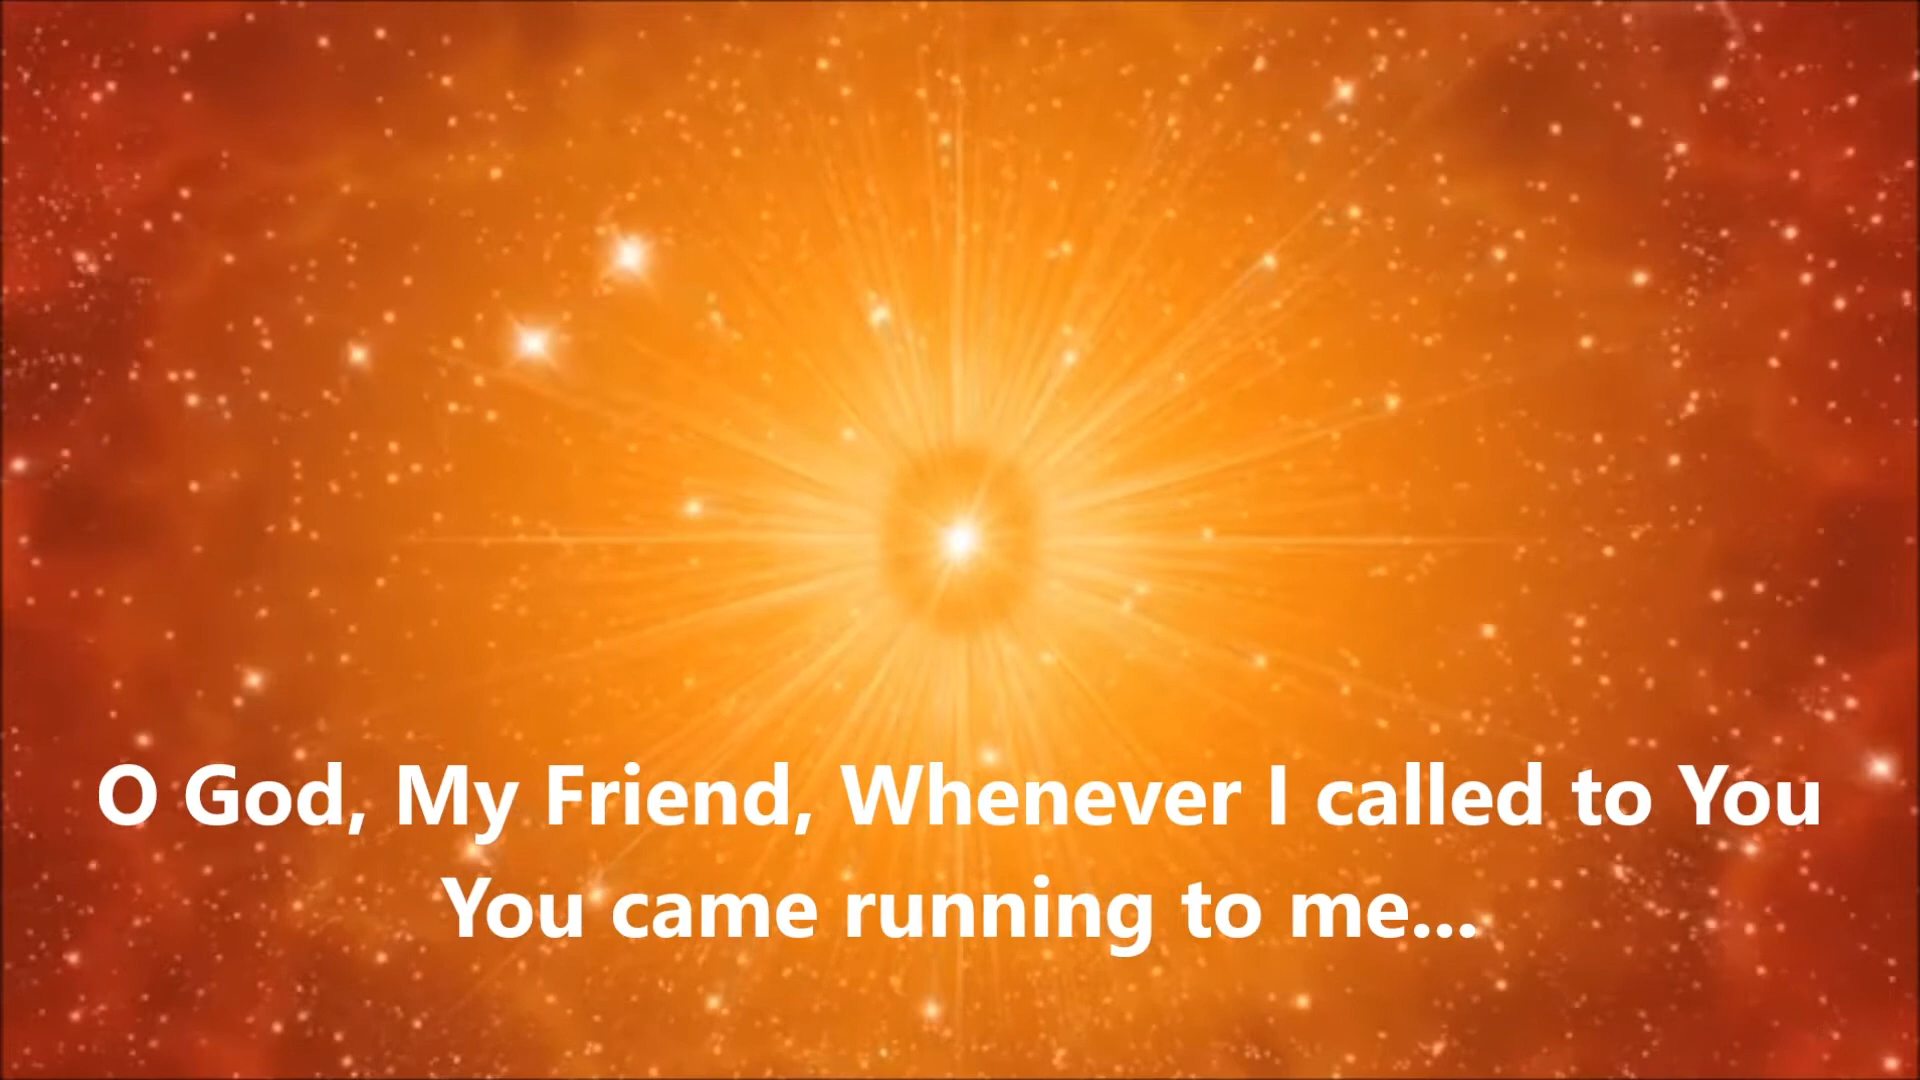 O God, My Friend, Whenever I called to You
You came running to me...